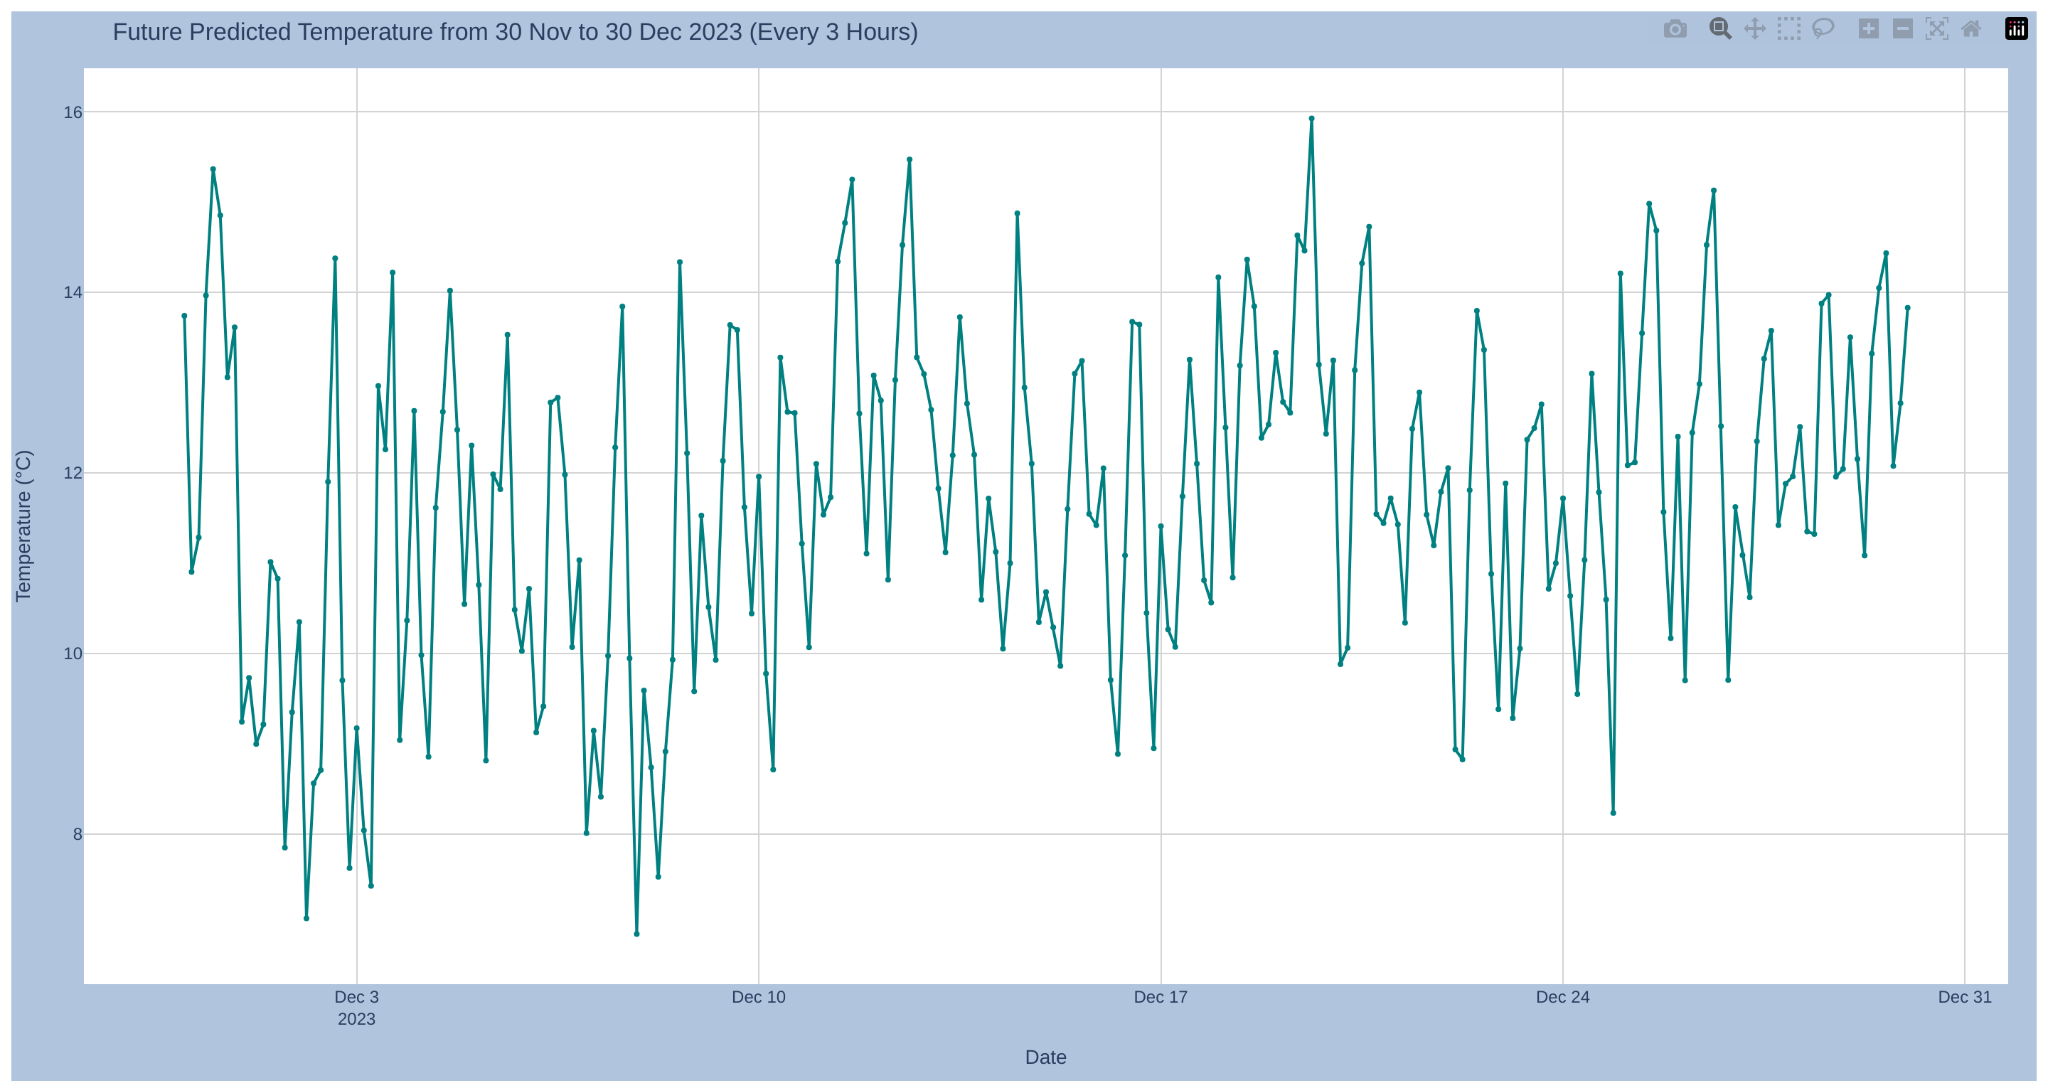 Future Predicted Temperature from 30 Nov to 30 Dec 2023 (Every 3 Hours)
16
14
12
10
8
Temperature (°C)
Dec 3
2023
Dec 10
Dec 17
Dec 24
Dec 31
Date